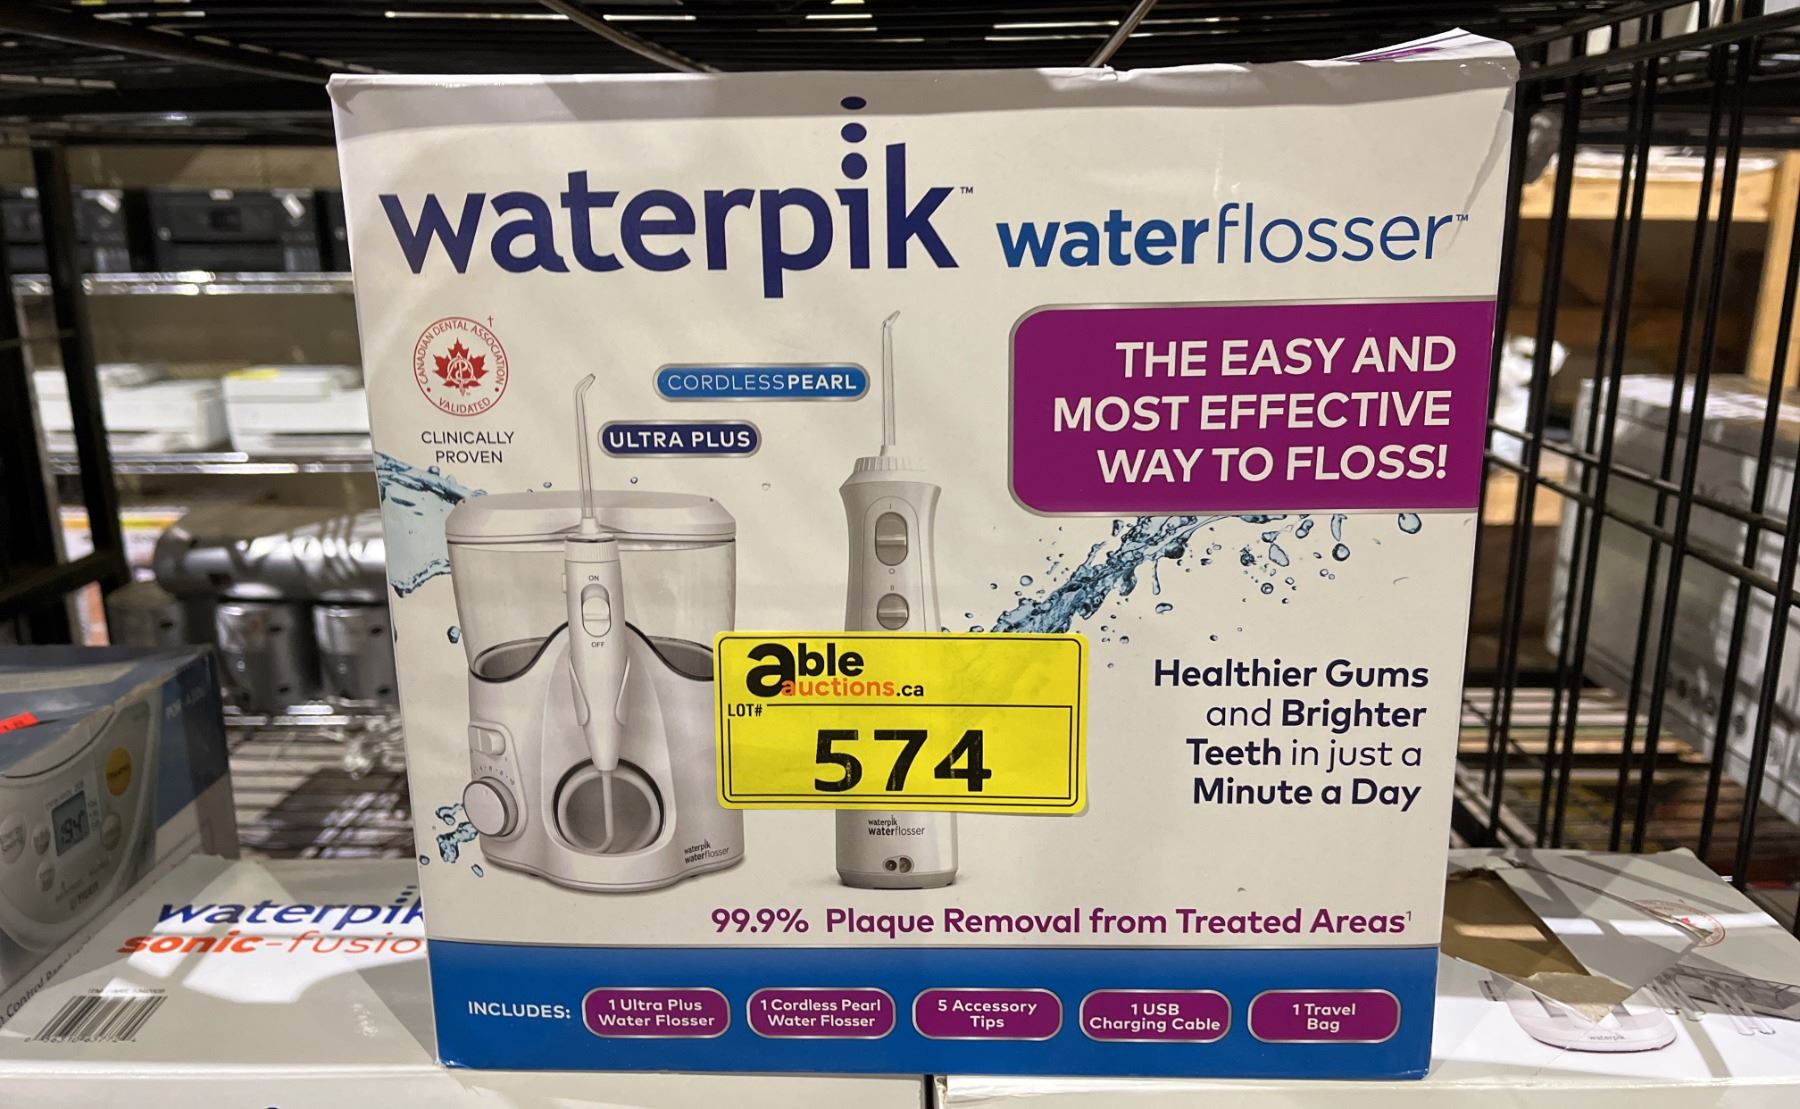 waterpik™ waterflosser™
CANADIAN DENTAL ASSOCIATION †
VALIDATED
CLINICALLY
PROVEN
CORDLESSPEARL
ULTRA PLUS
THE EASY AND
MOST EFFECTIVE
WAY TO FLOSS!
ON
OFF
able
auctions.ca
LOT#
574
Healthier Gums
and Brighter
Teeth in just a
Minute a Day
waterpik
waterflosser
waterpik
waterflosser
99.9% Plaque Removal from Treated Areas¹
INCLUDES:
1 Ultra Plus
Water Flosser
1 Cordless Pearl
Water Flosser
5 Accessory
Tips
1 USB
Charging Cable
1 Travel
Bag
waterpik
sonic-fusio
194
waterpik